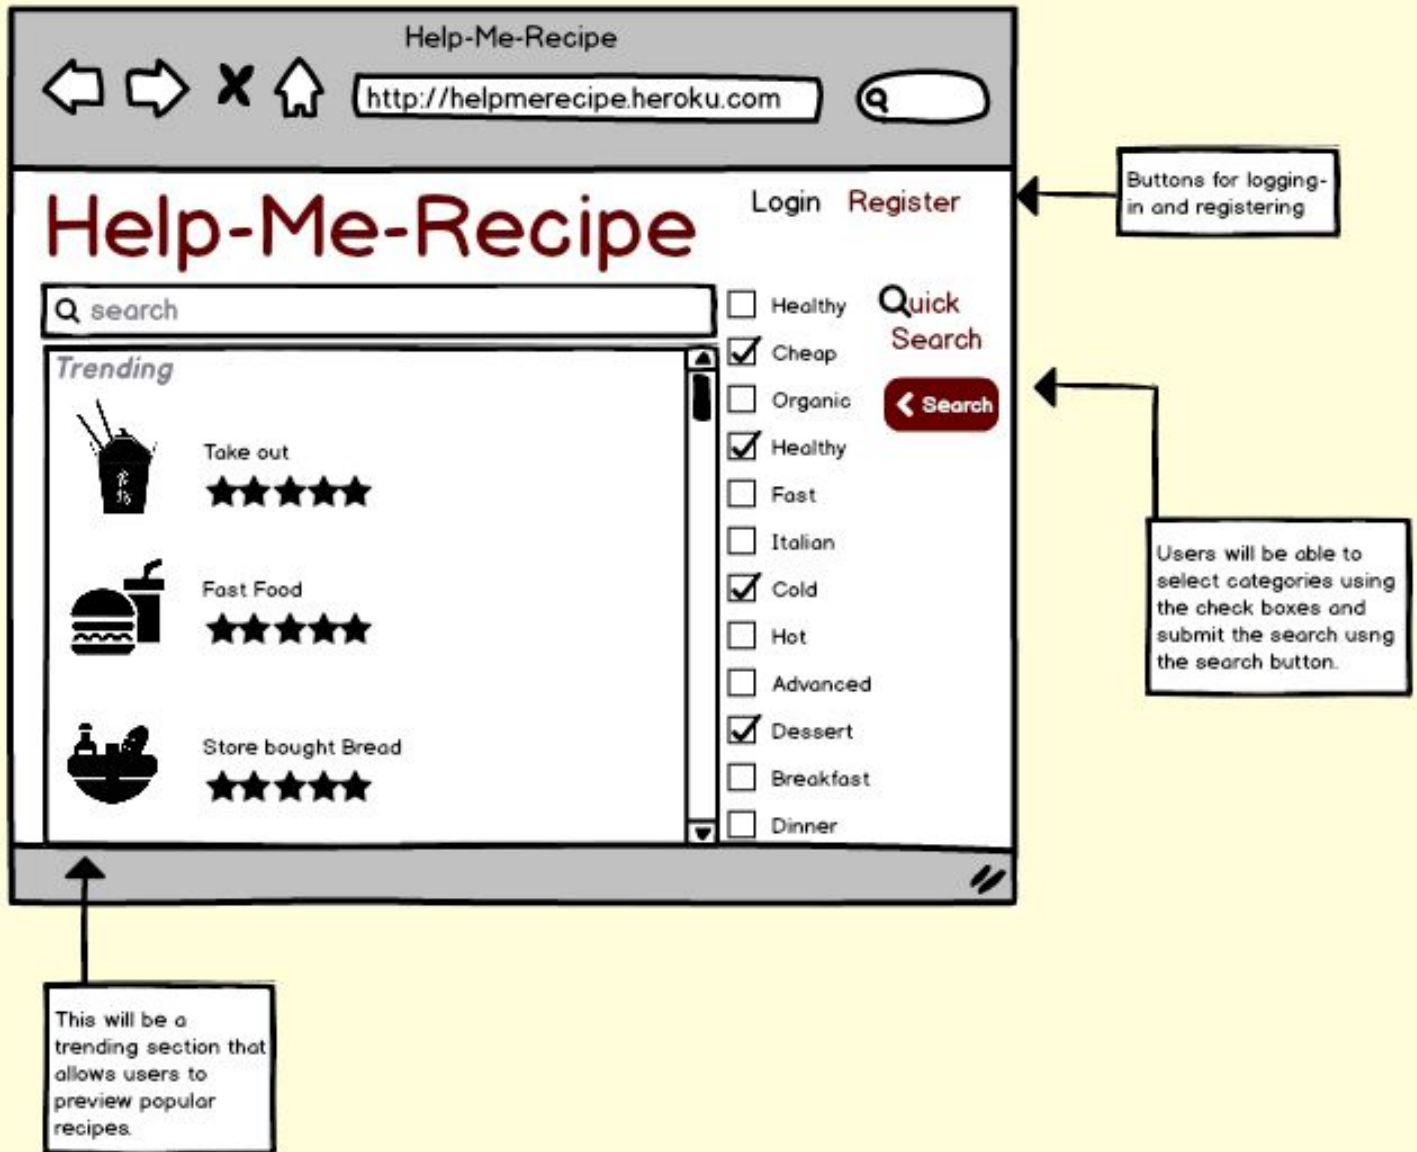 Help-Me-Recipe
http://helpmerecipe.heroku.com
Help-Me-Recipe
Login Register
search
Trending
Take out
Fast Food
Store bought Bread
Healthy
Cheap
Organic
Healthy
Fast
Italian
Cold
Hot
Advanced
Dessert
Breakfast
Dinner
Quick
Search
Search
Buttons for logging-
in and registering
Users will be able to
select categories using
the check boxes and
submit the search usng
the search button.
This will be a
trending section that
allows users to
preview popular
recipes.